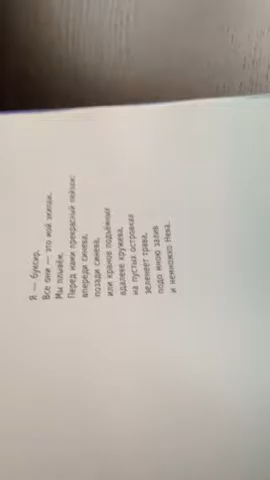 Я — буксир.
Все они — это мой экипаж.
Мы плывём.
Перед нами прекрасный пейзаж:
впереди синева,
позади синева,
или кранов подъёмных
вдалеке кружева,
на пустых островках
зеленеет трава,
подо мною залив
и немножко Нева.